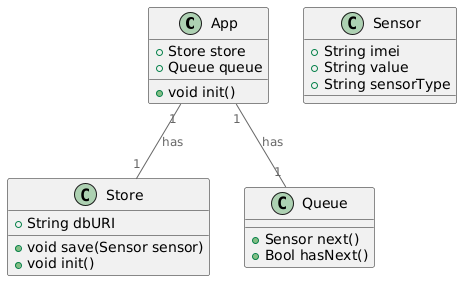 C App
Store store
Queue queue
void init()
C Sensor
String imei
String value
String sensorType
1
1
has
has
1
1
C Store
String dbURI
void save(Sensor sensor)
void init()
C Queue
Sensor next()
Bool hasNext()